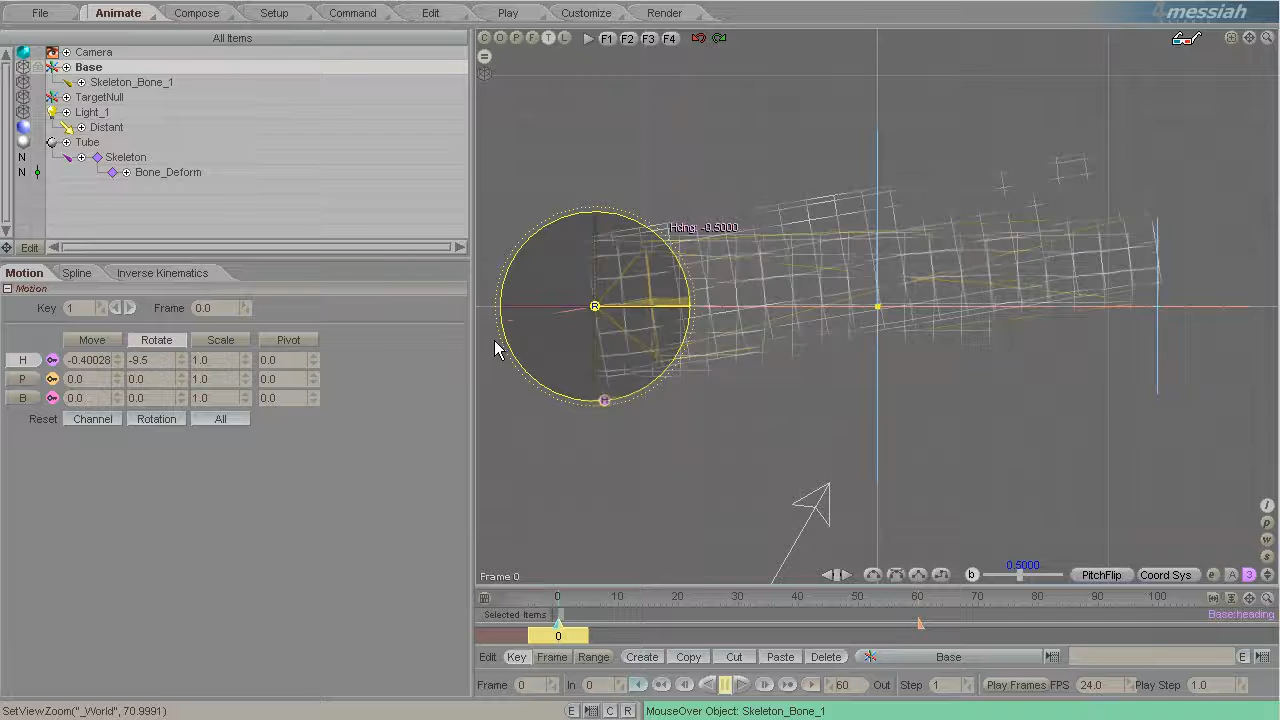 File Animate Compose Setup Command Edit Play Customize Render 4messiah
All Items C O P F T L F1 F2 F3 F4
Camera
Base
Skeleton_Bone_1
TargetNull
Light_1
Distant
Tube
N Skeleton
N Bone_Deform
Hdng: -0.5000
R
H
Edit
Motion Spline Inverse Kinematics
Motion
Key 1 Frame 0.0
Move Rotate Scale Pivot
H -0.40028 -9.5 1.0 0.0
P 0.0 0.0 1.0 0.0
B 0.0 0.0 1.0 0.0
Reset Channel Rotation All
i
p
w
s
0.5000
Frame 0 b PitchFlip Coord Sys e A 3
0 10 20 30 40 50 60 70 80 90 100
Selected Items Base:heading
0
Edit Key Frame Range Create Copy Cut Paste Delete Base E
Frame 0 In 0 60 Out Step 1 Play Frames FPS 24.0 Play Step 1.0
SetViewZoom("_World", 70.9991) E C R MouseOver Object: Skeleton_Bone_1